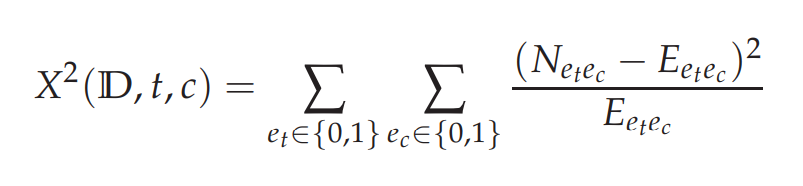 X²(𝔻, t, c) = ∑_{e_t∈{0,1}} ∑_{e_c∈{0,1}} (N_{e_t e_c} − E_{e_t e_c})² / E_{e_t e_c}